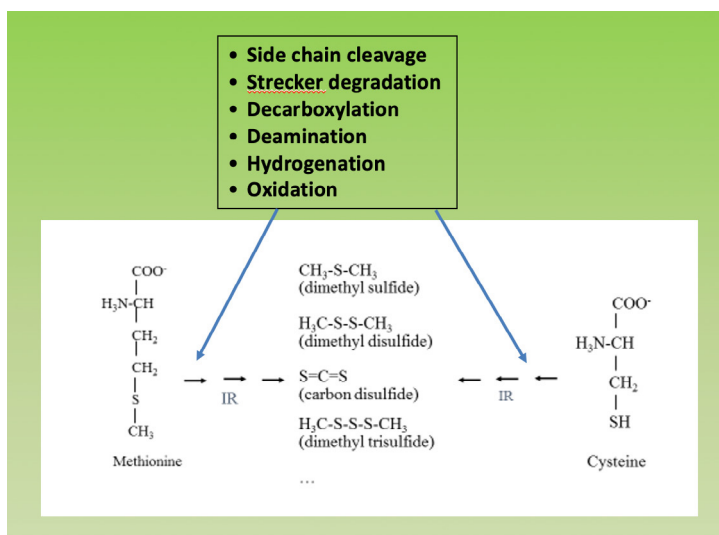 • Side chain cleavage
• Strecker degradation
• Decarboxylation
• Deamination
• Hydrogenation
• Oxidation
COO-
H3N-CH
CH2
CH2
S
CH3
Methionine
IR
CH3-S-CH3
(dimethyl sulfide)
H3C-S-S-CH3
(dimethyl disulfide)
S=C=S
(carbon disulfide)
H3C-S-S-S-CH3
(dimethyl trisulfide)
...
IR
COO-
H3N-CH
CH2
SH
Cysteine